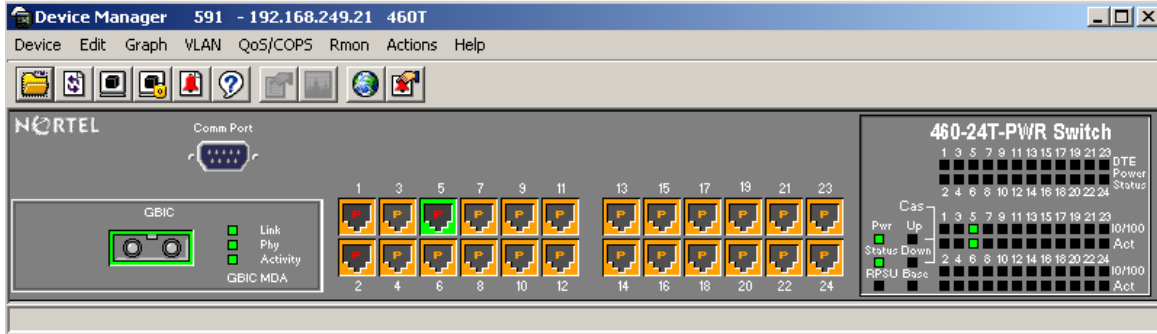 Device Manager 591 - 192.168.249.21 460T
Device Edit Graph VLAN QoS/COPS Rmon Actions Help
NORTEL
Comm Port
460-24T-PWR Switch
1 3 5 7 9 11 13 15 17 19 21 23
DTE
Power
Status
2 4 6 8 10 12 14 16 18 20 22 24
1 3 5 7 9 11 13 15 17 19 21 23
P P P P P P P P P P P P
P P P P P P P P P P P P
2 4 6 8 10 12 14 16 18 20 22 24
GBIC
Link
Phy
Activity
GBIC MDA
Cas
Pwr Up
Status Down
RPSU Base
1 3 5 7 9 11 13 15 17 19 21 23
10/100
Act
2 4 6 8 10 12 14 16 18 20 22 24
10/100
Act